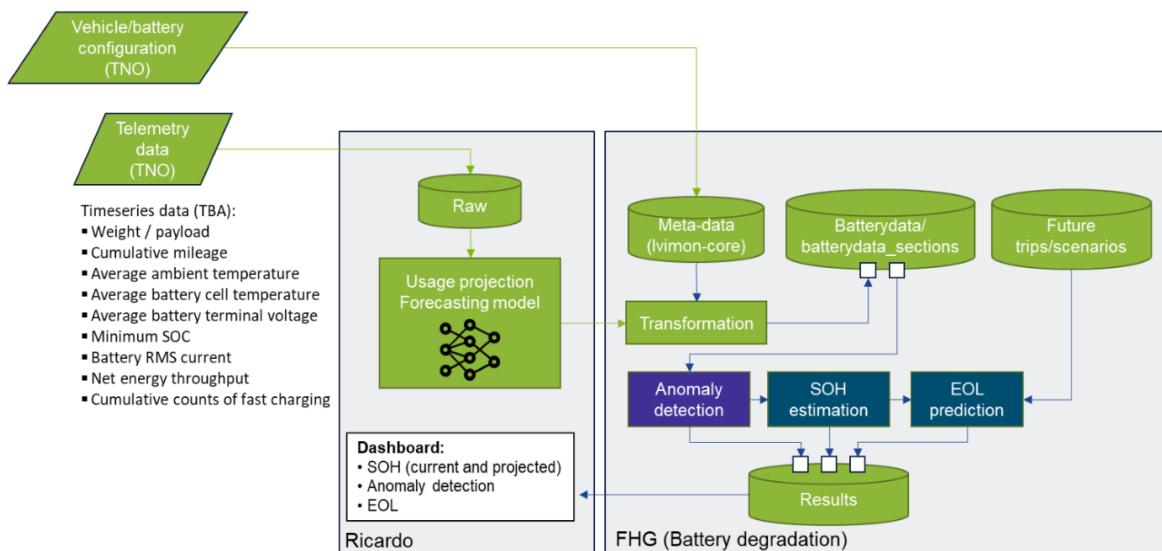 Vehicle/battery
configuration
(TNO)
Telemetry
data
(TNO)
Timeseries data (TBA):
▪ Weight / payload
▪ Cumulative mileage
▪ Average ambient temperature
▪ Average battery cell temperature
▪ Average battery terminal voltage
▪ Minimum SOC
▪ Battery RMS current
▪ Net energy throughput
▪ Cumulative counts of fast charging
Raw
Usage projection
Forecasting model
Dashboard:
• SOH (current and projected)
• Anomaly detection
• EOL
Ricardo
Meta-data
(lvimon-core)
Batterydata/
batterydata_sections
Future
trips/scenarios
Transformation
Anomaly
detection
SOH
estimation
EOL
prediction
Results
FHG (Battery degradation)